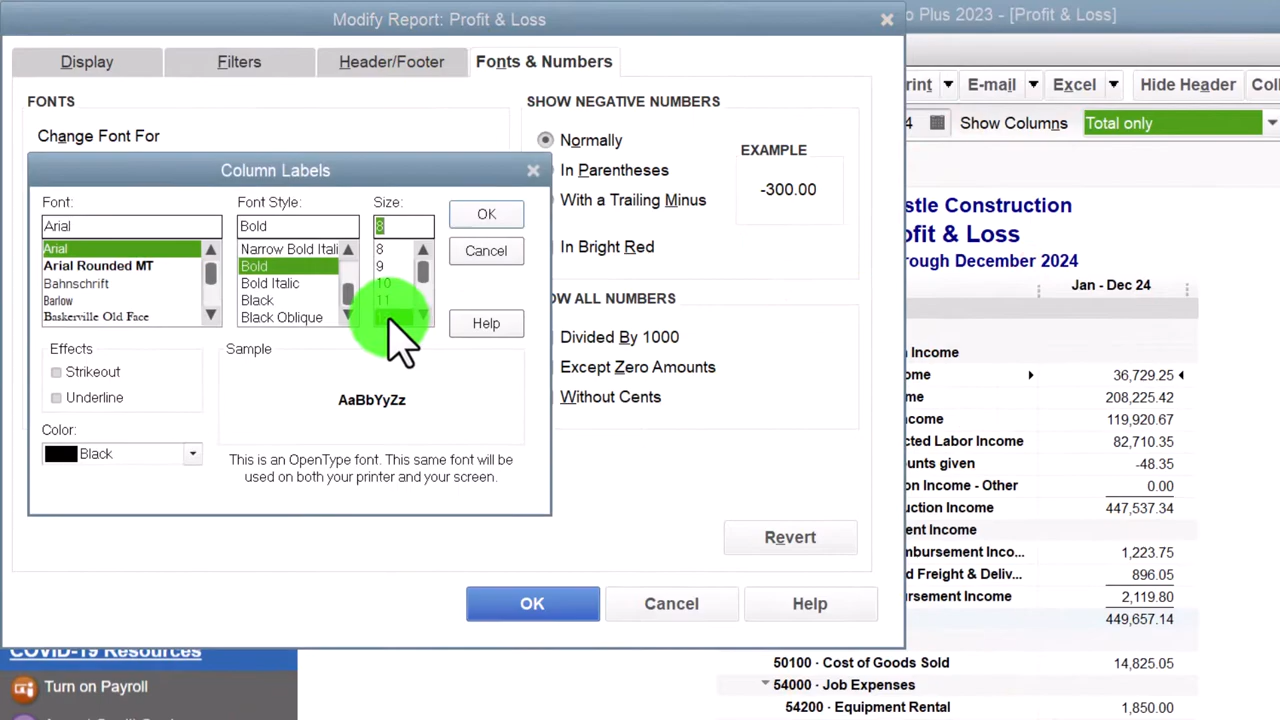 Modify Report: Profit & Loss
o Plus 2023 - [Profit & Loss]
Display
Filters
Header/Footer
Fonts & Numbers
rint
E-mail
Excel
Hide Header
Col
4
Show Columns
Total only
FONTS
Change Font For
SHOW NEGATIVE NUMBERS
Normally
In Parentheses
With a Trailing Minus
In Bright Red
EXAMPLE
-300.00
Column Labels
Font:
Font Style:
Size:
Arial
Bold
8
OK
Arial
Arial Rounded MT
Bahnschrift
Barlow
Baskerville Old Face
Narrow Bold Itali
Bold
Bold Italic
Black
Black Oblique
8
9
10
11
Cancel
Help
Effects
Strikeout
Underline
Sample
AaBbYyZz
Color:
Black
This is an OpenType font. This same font will be
used on both your printer and your screen.
OW ALL NUMBERS
Divided By 1000
Except Zero Amounts
Without Cents
Revert
OK
Cancel
Help
stle Construction
ofit & Loss
hrough December 2024
Jan - Dec 24
n Income
ome 36,729.25
me 208,225.42
ncome 119,920.67
cted Labor Income 82,710.35
unts given -48.35
on Income - Other 0.00
uction Income 447,537.34
ent Income
mbursement Inco... 1,223.75
d Freight & Deliv... 896.05
ursement Income 2,119.80
449,657.14
50100 · Cost of Goods Sold 14,825.05
54000 · Job Expenses
54200 · Equipment Rental 1,850.00
COVID-19 Resources
Turn on Payroll